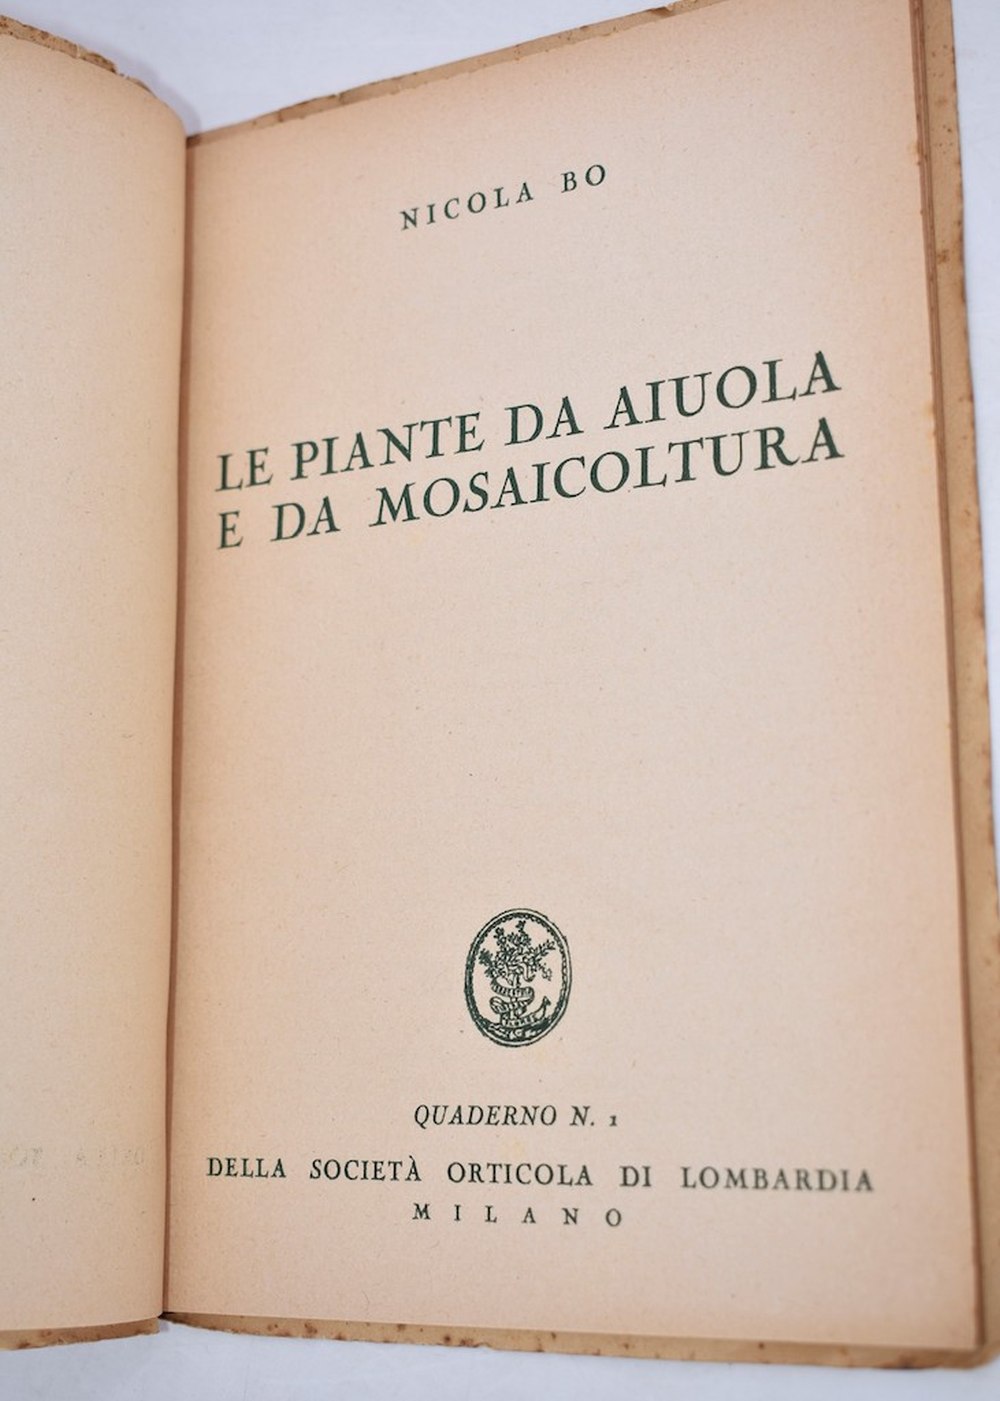 NICOLA BO
LE PIANTE DA AIUOLA
E DA MOSAICOLTURA
QUADERNO N. 1
DELLA SOCIETÀ ORTICOLA DI LOMBARDIA
MILANO